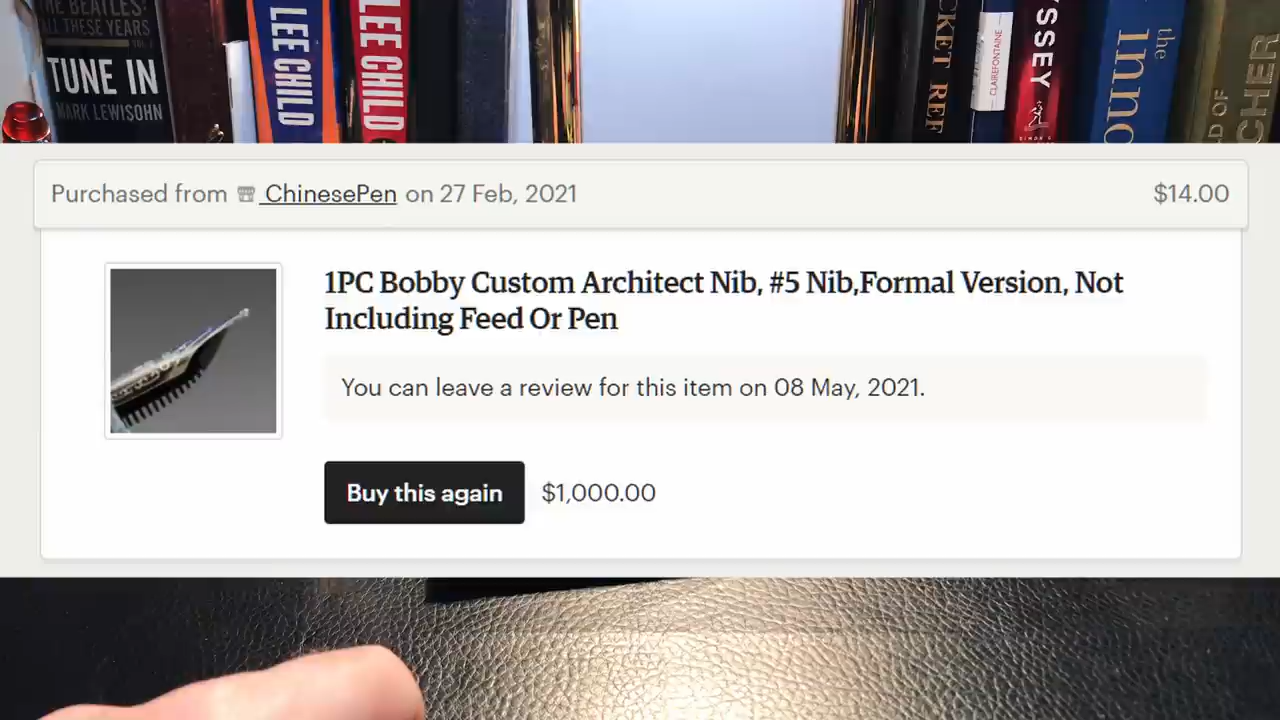 THE BEATLES:
ALL THESE YEARS
TUNE IN
MARK LEWISOHN
LEE CHILD
LEE CHILD
CKET REF
CLAIREFONTAINE
YSSEY
the
Inno
D OF
CHER
Purchased from ChinesePen on 27 Feb, 2021
$14.00
1PC Bobby Custom Architect Nib, #5 Nib,Formal Version, Not
Including Feed Or Pen
You can leave a review for this item on 08 May, 2021.
Buy this again
$1,000.00